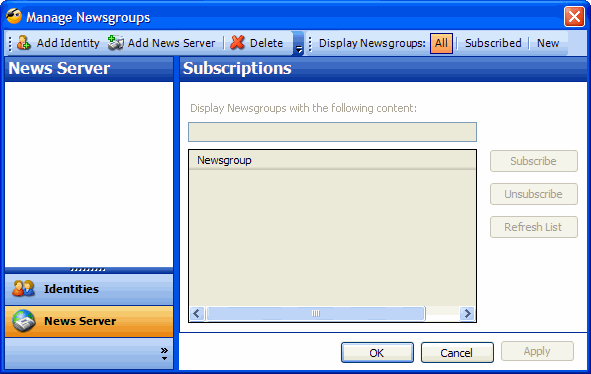 Manage Newsgroups
Add Identity Add News Server Delete Display Newsgroups: All Subscribed New
News Server
Subscriptions
Display Newsgroups with the following content:
Newsgroup
Subscribe
Unsubscribe
Refresh List
Identities
News Server
OK Cancel Apply